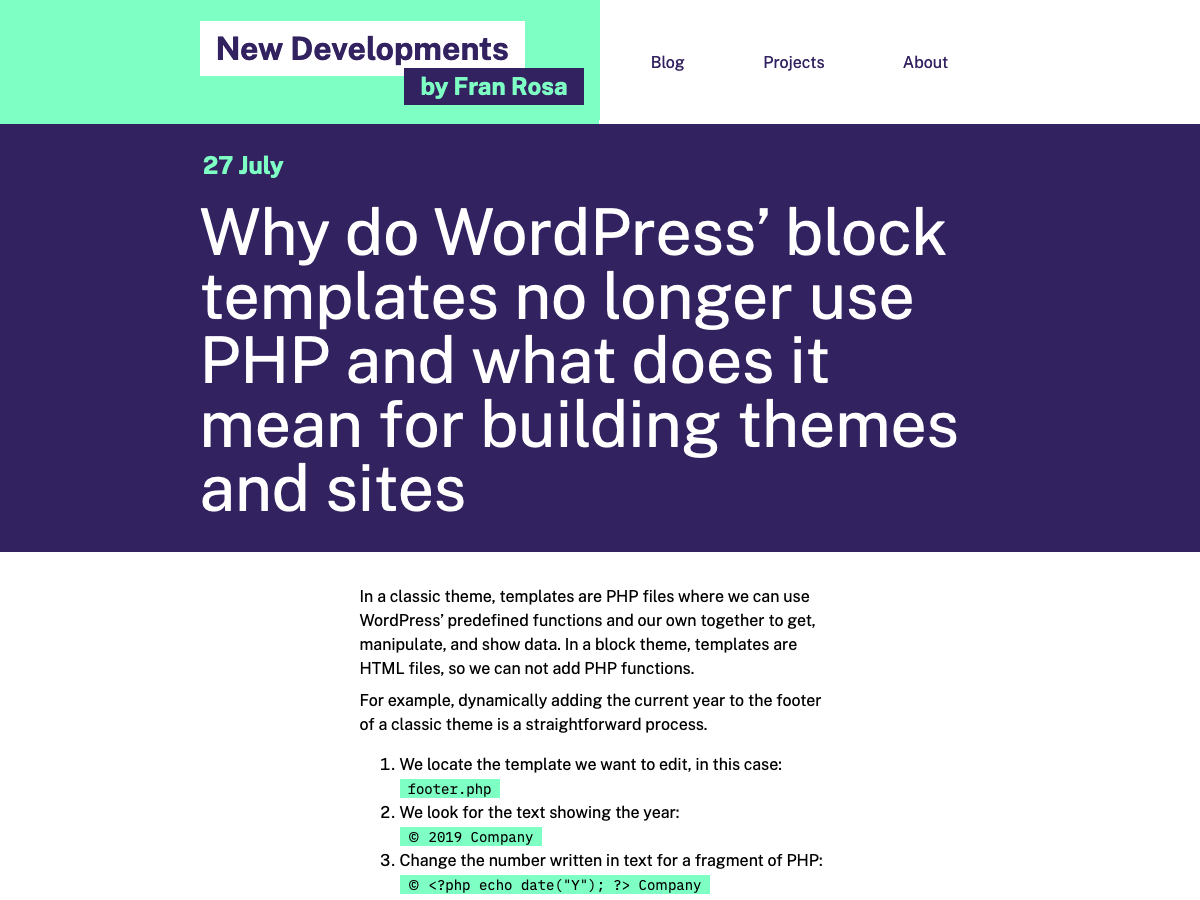 New Developments
by Fran Rosa
Blog Projects About
27 July
Why do WordPress’ block
templates no longer use
PHP and what does it
mean for building themes
and sites
In a classic theme, templates are PHP files where we can use
WordPress’ predefined functions and our own together to get,
manipulate, and show data. In a block theme, templates are
HTML files, so we can not add PHP functions.
For example, dynamically adding the current year to the footer
of a classic theme is a straightforward process.
1. We locate the template we want to edit, in this case:
footer.php
2. We look for the text showing the year:
© 2019 Company
3. Change the number written in text for a fragment of PHP:
© <?php echo date("Y"); ?> Company